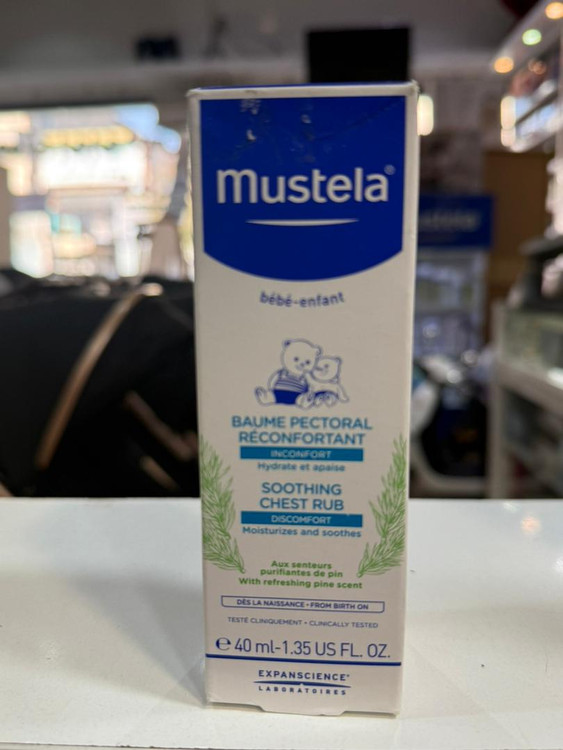 mustela®
bébé-enfant
BAUME PECTORAL
RÉCONFORTANT
INCONFORT
Hydrate et apaise
SOOTHING
CHEST RUB
DISCOMFORT
Moisturizes and soothes
Aux senteurs
purifiantes de pin
With refreshing pine scent
DÈS LA NAISSANCE • FROM BIRTH ON
TESTÉ CLINIQUEMENT • CLINICALLY TESTED
℮ 40 ml-1.35 US FL. OZ.
EXPANSCIENCE®
LABORATOIRES